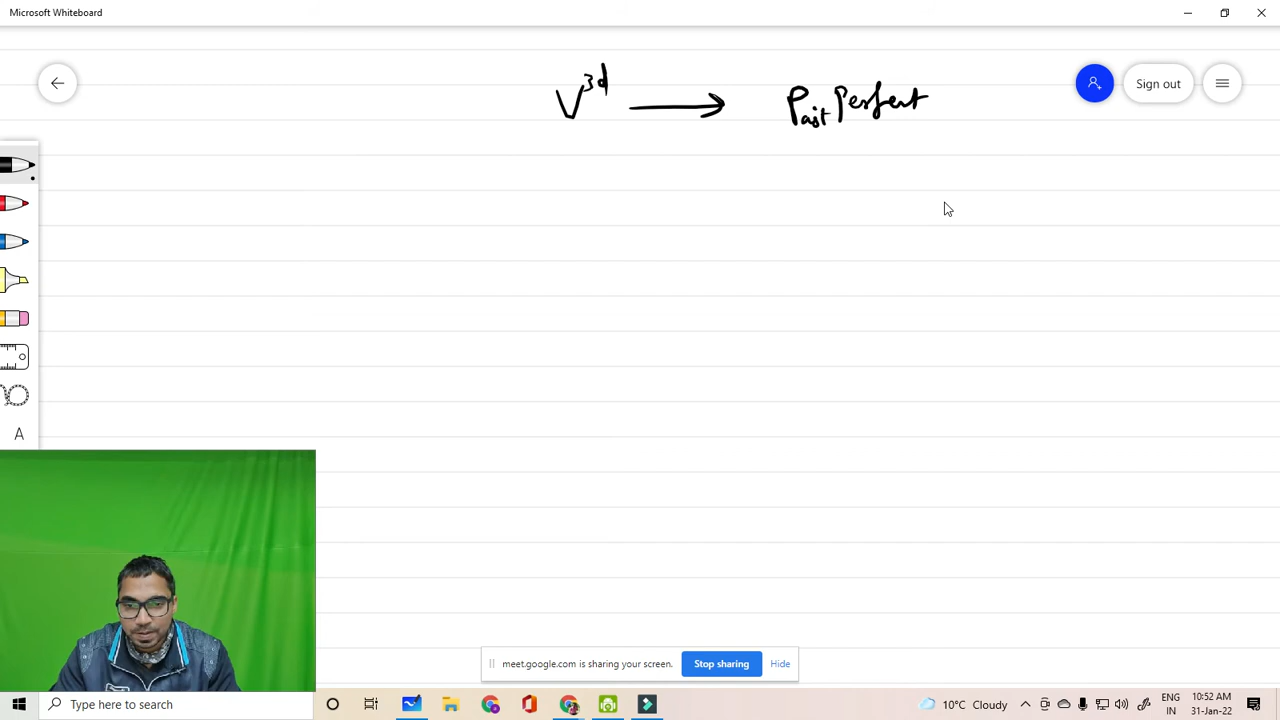 Microsoft Whiteboard
V3d → Past Perfect
Sign out
A
meet.google.com is sharing your screen.
Stop sharing
Hide
Type here to search
10°C Cloudy
ENG
IN
10:52 AM
31-Jan-22